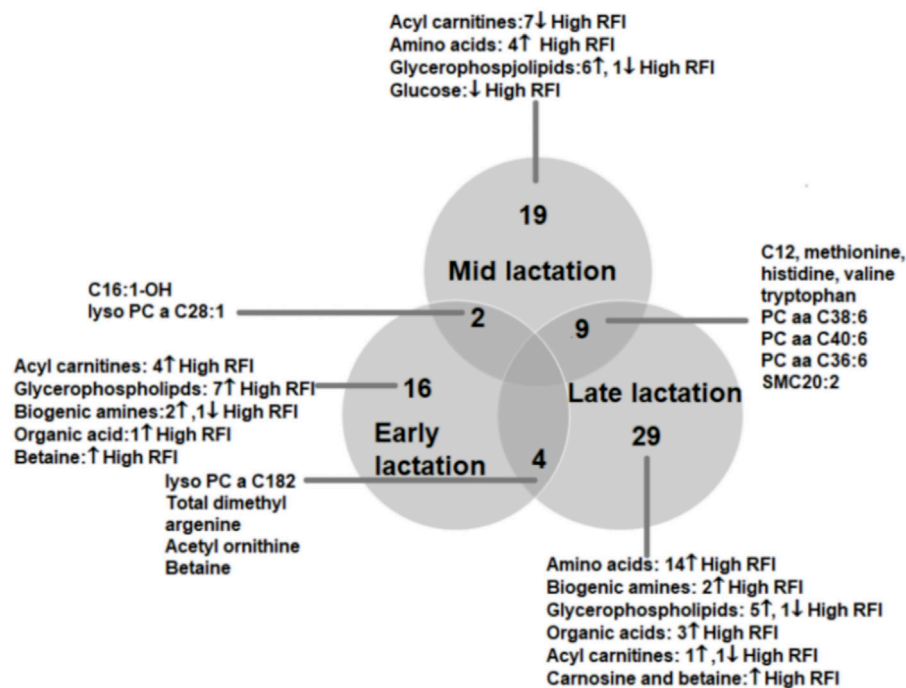 Acyl carnitines:7↓ High RFI
Amino acids: 4↑ High RFI
Glycerophospjolipids:6↑, 1↓ High RFI
Glucose:↓ High RFI
19
Mid lactation
C12, methionine,
histidine, valine
tryptophan
PC aa C38:6
PC aa C40:6
PC aa C36:6
SMC20:2
C16:1-OH
lyso PC a C28:1
2
9
Acyl carnitines: 4↑ High RFI
Glycerophospholipds:7↑ High RFI
Biogenic amines:2↑,1↓ High RFI
Organic acid:1↑ High RFI
Betaine:↑ High RFI
16
Early
lactation
Late lactation
29
4
lyso PC a C182
Total dimethyl
argenine
Acetyl ornithine
Betaine
Amino acids: 14↑ High RFI
Biogenic amines: 2↑ High RFI
Glycerophospholipids: 5↑, 1↓ High RFI
Organic acids: 3↑ High RFI
Acyl carnitines: 1↑,1↓ High RFI
Carnosine and betaine:↑ High RFI